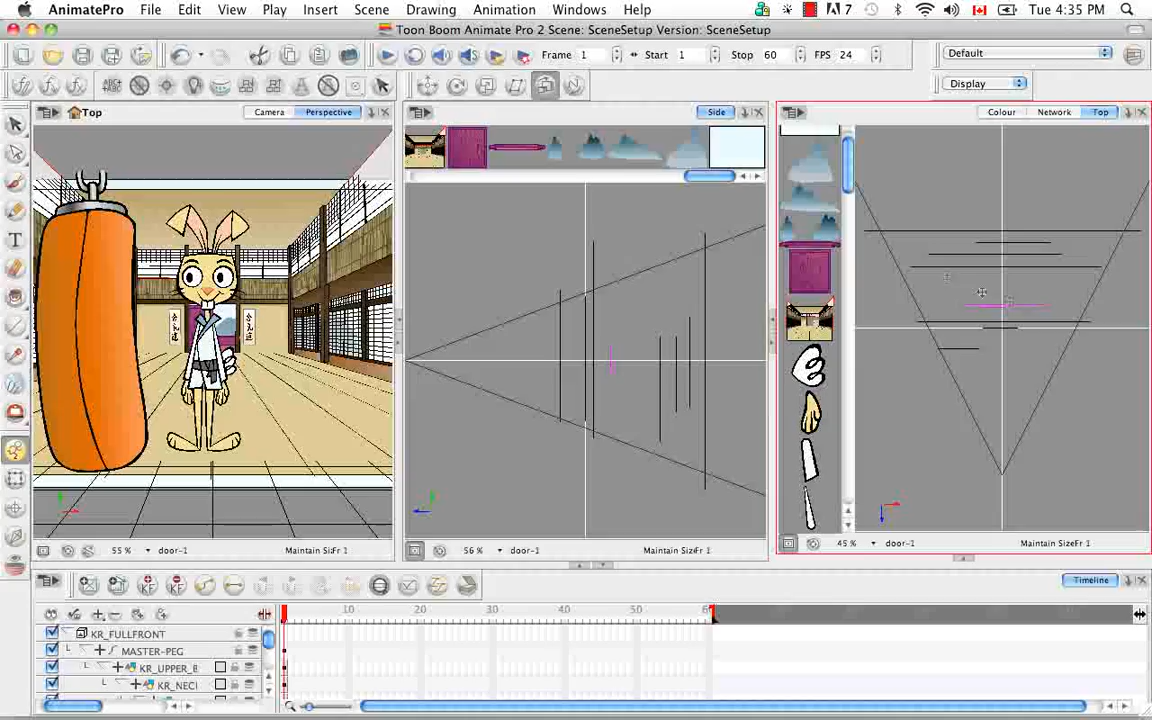 AnimatePro File Edit View Play Insert Scene Drawing Animation Windows Help 7 Tue 4:35 PM
Toon Boom Animate Pro 2 Scene: SceneSetup Version: SceneSetup
Frame 1 Start 1 Stop 60 FPS 24 Default
Display
Top Camera Perspective Side Colour Network Top
55 % door-1 Maintain Size Fr 1 56 % door-1 Maintain Size Fr 1 45 % door-1 Maintain Size Fr 1
Timeline
10 20 30 40 50 60
KR_FULLFRONT
MASTER-PEG
KR_UPPER_B
KR_NECK